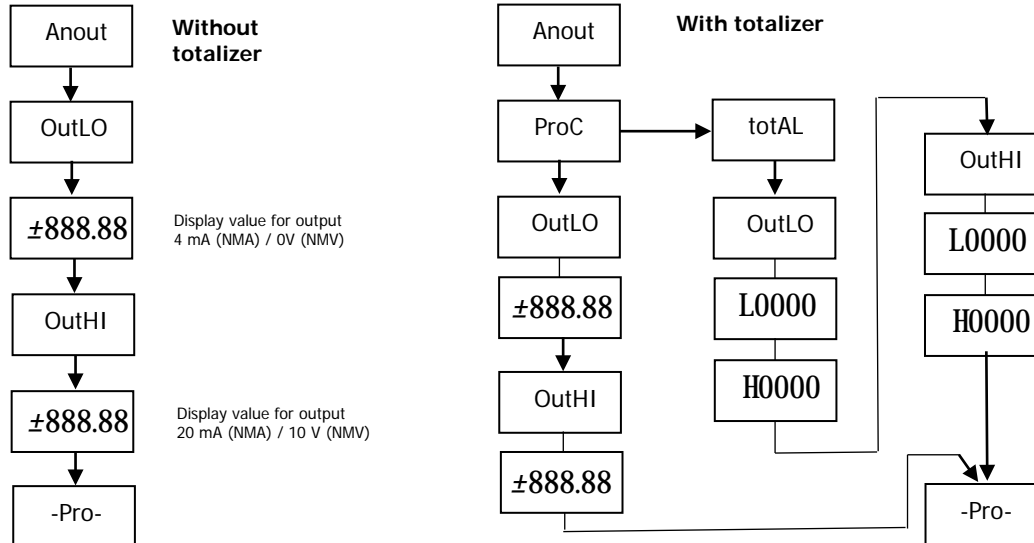 Without
totalizer
Anout
OutLO
±888.88
Display value for output
4 mA (NMA) / 0V (NMV)
OutHI
±888.88
Display value for output
20 mA (NMA) / 10 V (NMV)
-Pro-
With totalizer
Anout
ProC
OutLO
±888.88
OutHI
±888.88
totAL
OutLO
L0000
H0000
OutHI
L0000
H0000
-Pro-